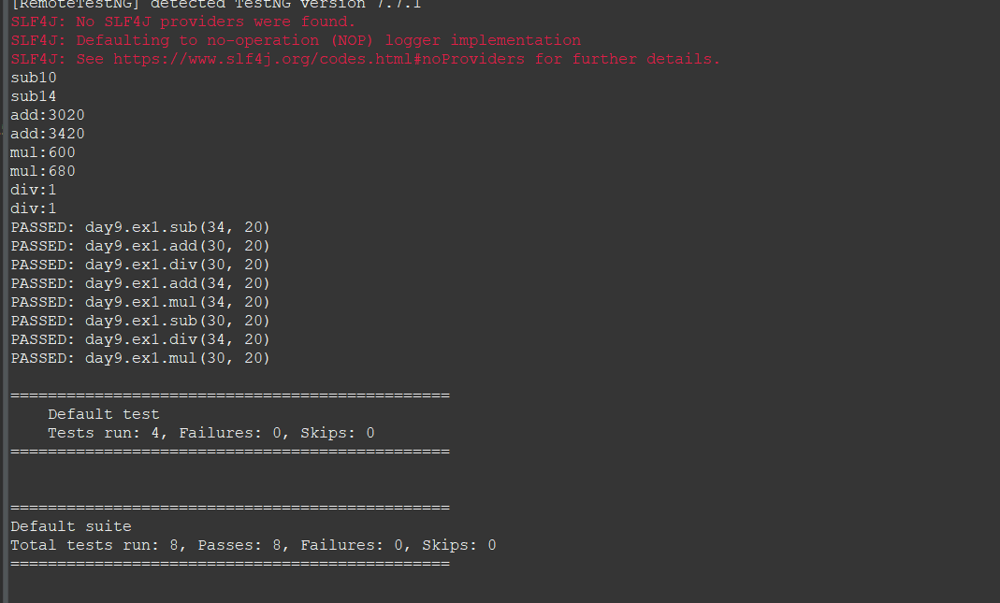 [RemoteTestNG] detected TestNG version 7.7.1
SLF4J: No SLF4J providers were found.
SLF4J: Defaulting to no-operation (NOP) logger implementation
SLF4J: See https://www.slf4j.org/codes.html#noProviders for further details.
sub10
sub14
add:3020
add:3420
mul:600
mul:680
div:1
div:1
PASSED: day9.ex1.sub(34, 20)
PASSED: day9.ex1.add(30, 20)
PASSED: day9.ex1.div(30, 20)
PASSED: day9.ex1.add(34, 20)
PASSED: day9.ex1.mul(34, 20)
PASSED: day9.ex1.sub(30, 20)
PASSED: day9.ex1.div(34, 20)
PASSED: day9.ex1.mul(30, 20)
===============================================
Default test
Tests run: 4, Failures: 0, Skips: 0
===============================================
===============================================
Default suite
Total tests run: 8, Passes: 8, Failures: 0, Skips: 0
===============================================